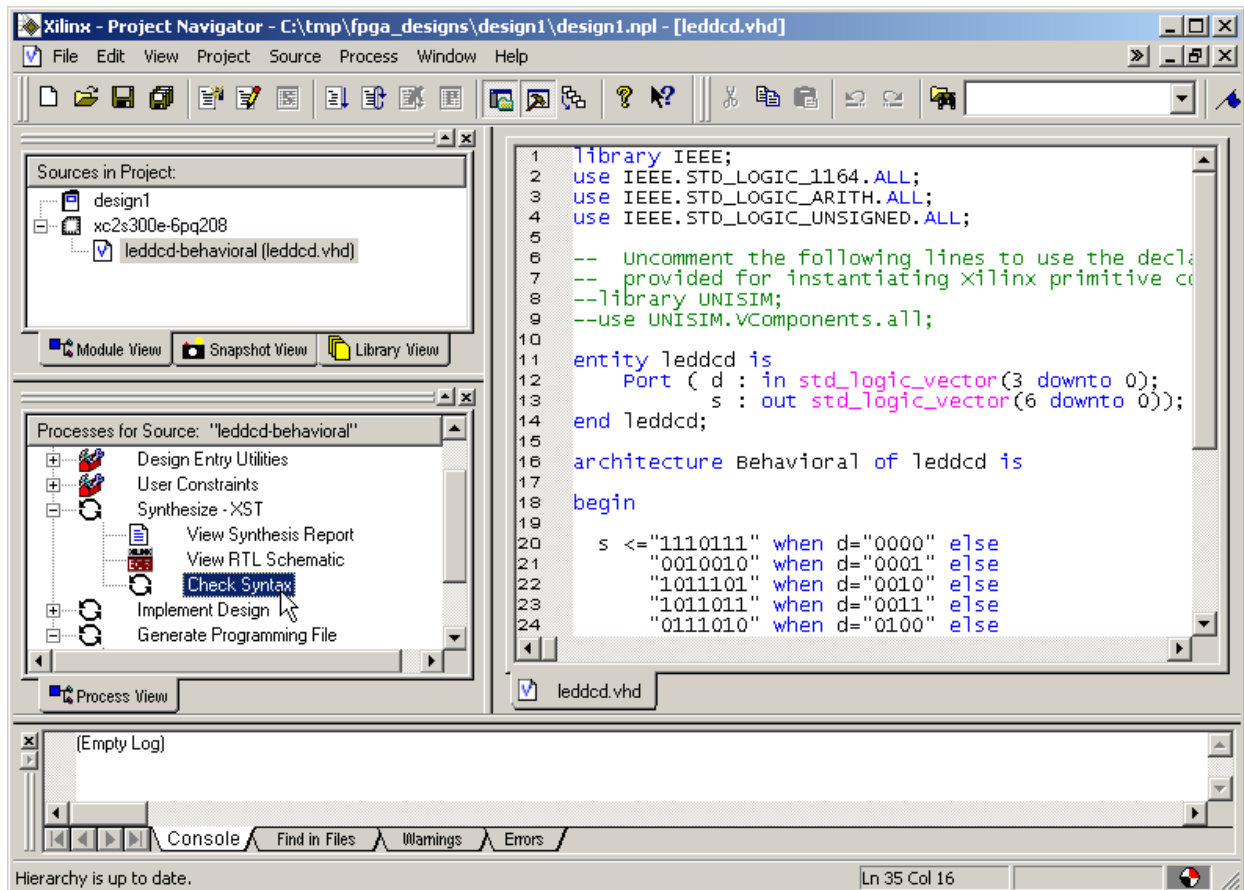 Xilinx - Project Navigator - C:\tmp\fpga_designs\design1\design1.npl - [leddcd.vhd]
File Edit View Project Source Process Window Help
Sources in Project:
design1
xc2s300e-6pq208
leddcd-behavioral (leddcd.vhd)
Module View Snapshot View Library View
Processes for Source: "leddcd-behavioral"
Design Entry Utilities
User Constraints
Synthesize - XST
View Synthesis Report
View RTL Schematic
Check Syntax
Implement Design
Generate Programming File
Process View
1 library IEEE;
2 use IEEE.STD_LOGIC_1164.ALL;
3 use IEEE.STD_LOGIC_ARITH.ALL;
4 use IEEE.STD_LOGIC_UNSIGNED.ALL;
5
6 -- Uncomment the following lines to use the decla
7 -- provided for instantiating Xilinx primitive co
8 --library UNISIM;
9 --use UNISIM.VComponents.all;
10
11 entity leddcd is
12 Port ( d : in std_logic_vector(3 downto 0);
13 s : out std_logic_vector(6 downto 0));
14 end leddcd;
15
16 architecture Behavioral of leddcd is
17
18 begin
19
20 s <="1110111" when d="0000" else
21 "0010010" when d="0001" else
22 "1011101" when d="0010" else
23 "1011011" when d="0011" else
24 "0111010" when d="0100" else
leddcd.vhd
(Empty Log)
Console Find in Files Warnings Errors
Hierarchy is up to date. Ln 35 Col 16